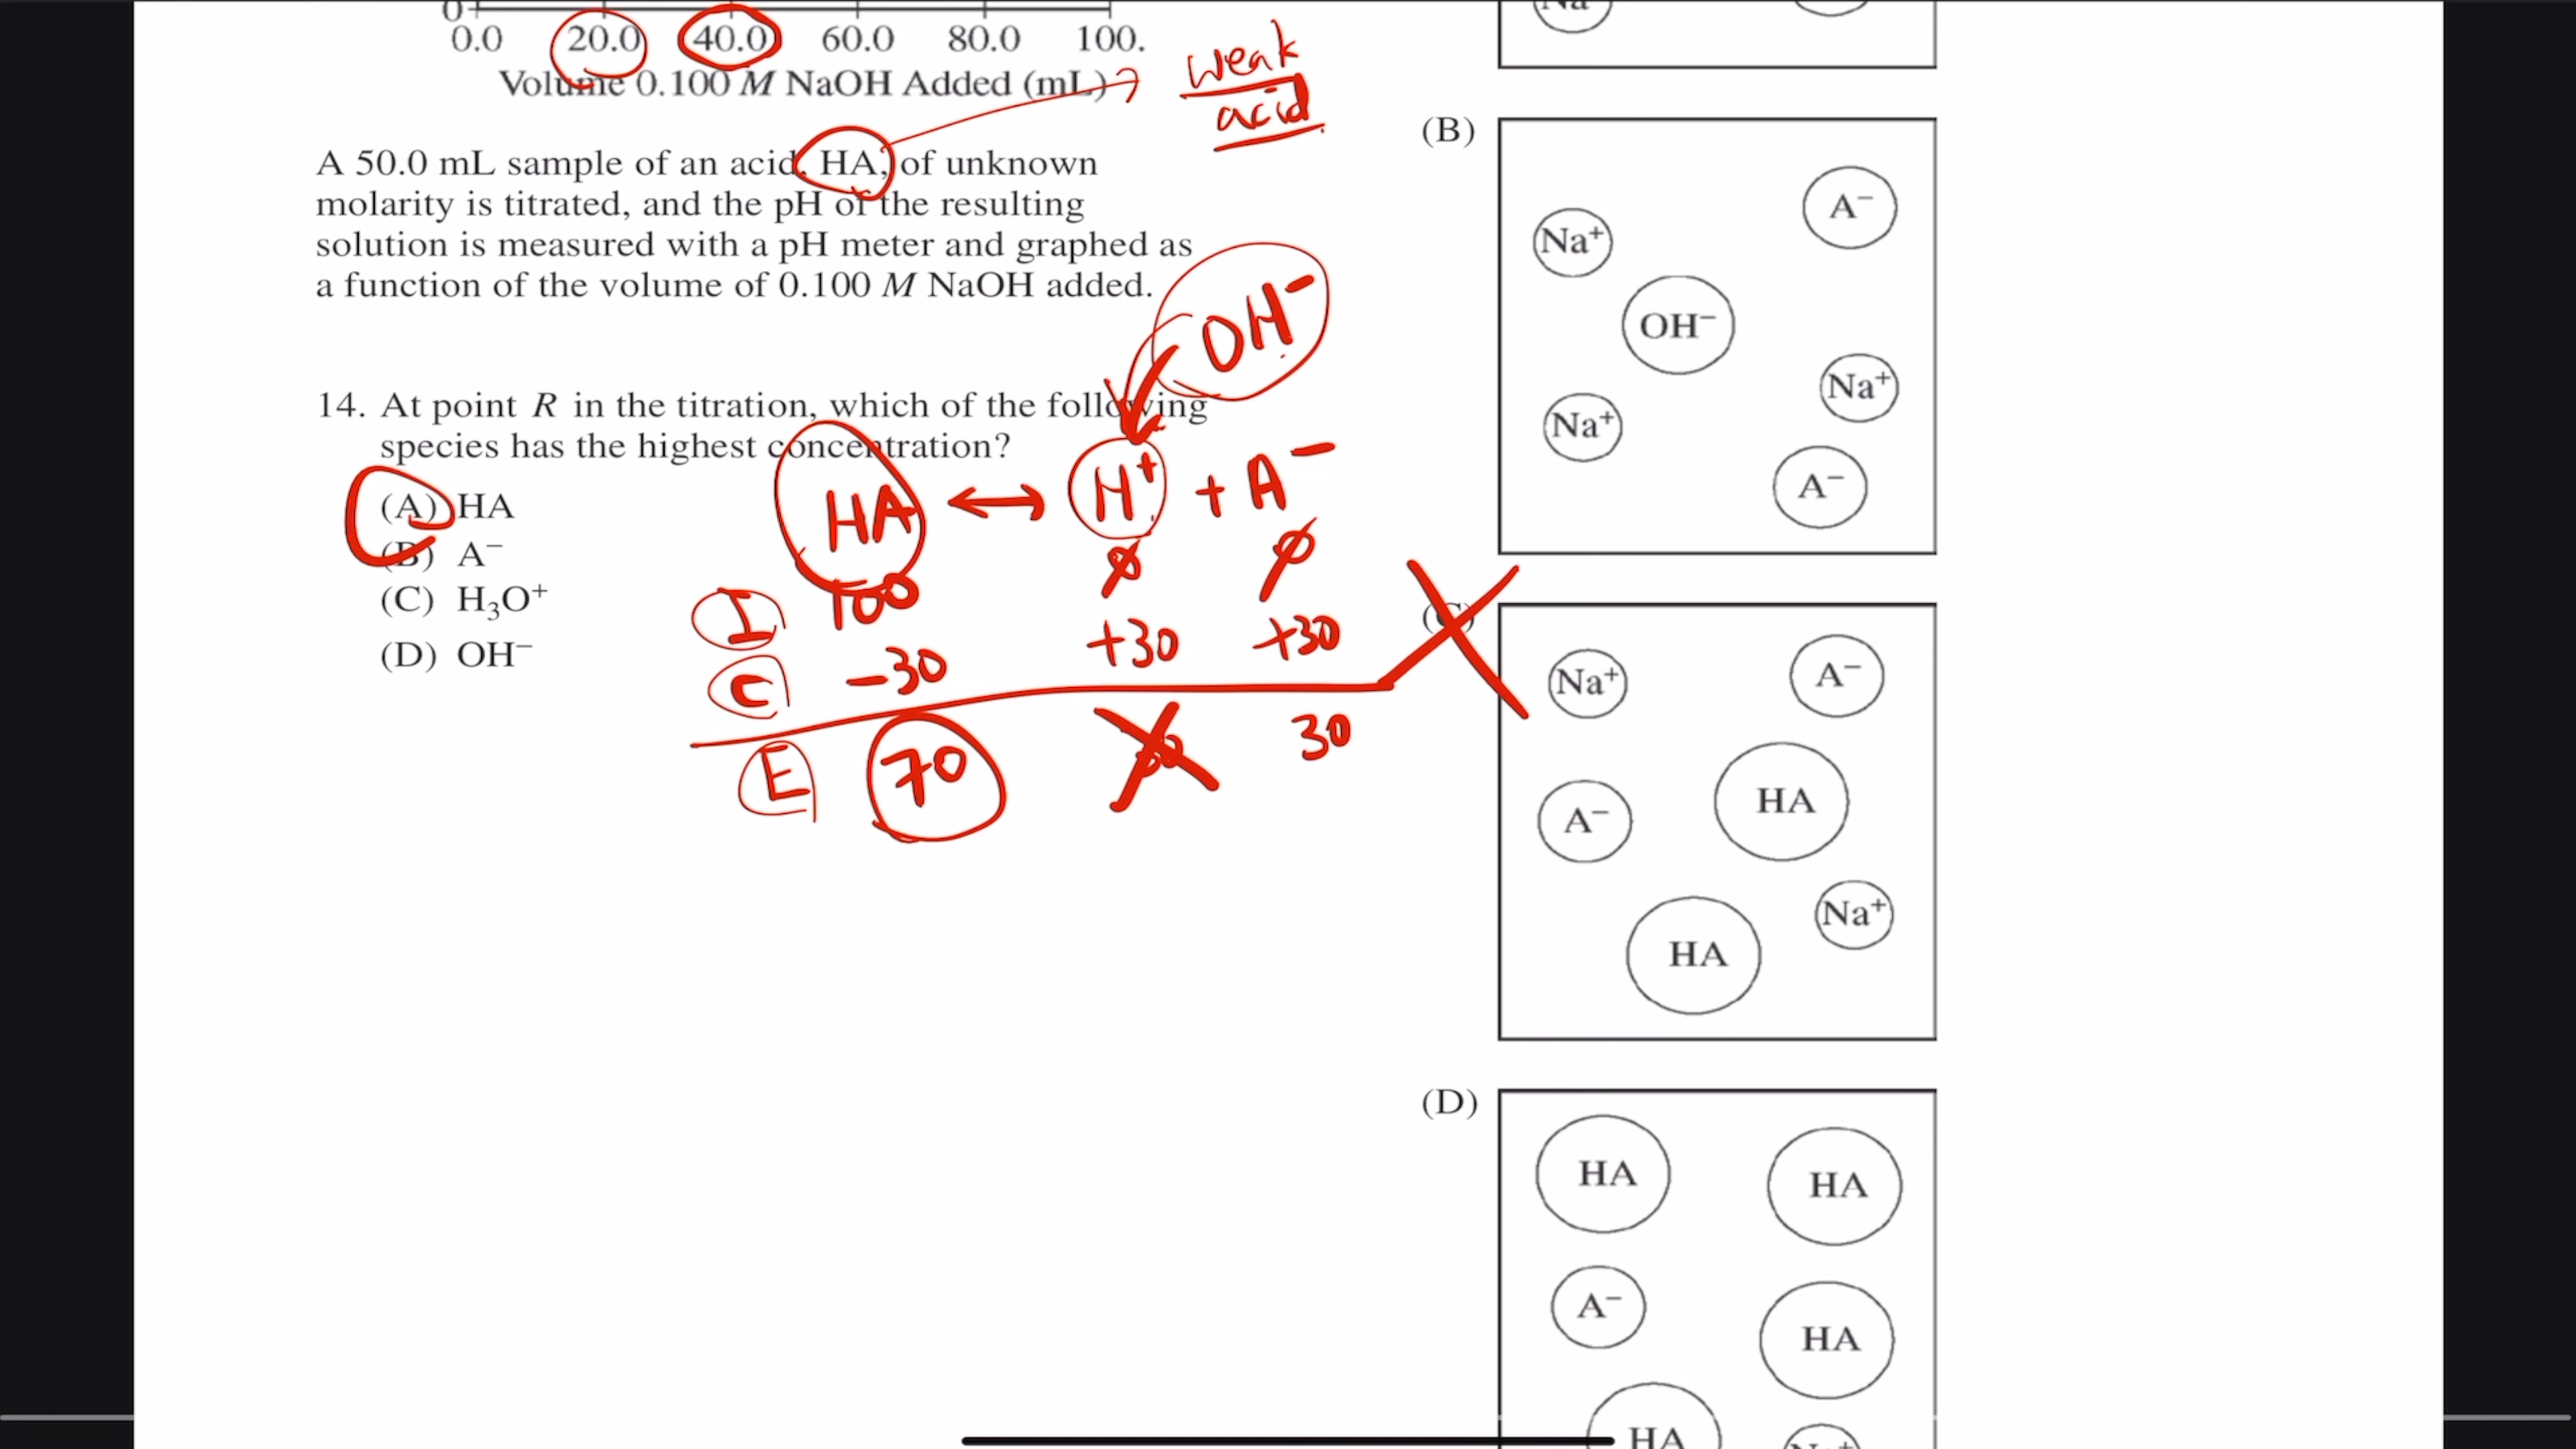 0
0.0 20.0 40.0 60.0 80.0 100.
Volume 0.100 M NaOH Added (mL)
weak
acid
A 50.0 mL sample of an acid, HA, of unknown
molarity is titrated, and the pH of the resulting
solution is measured with a pH meter and graphed as
a function of the volume of 0.100 M NaOH added.
OH⁻
14. At point R in the titration, which of the following
species has the highest concentration?
(A) HA
(B) A⁻
(C) H₃O⁺
(D) OH⁻
HA ↔ H⁺ + A⁻
I 100 ∅ ∅
C −30 +30 +30
E 70 30
Na⁺
(B)
A⁻
Na⁺
OH⁻
Na⁺
Na⁺
A⁻
(C)
Na⁺ A⁻
HA
A⁻
Na⁺
HA
(D)
HA HA
A⁻
HA
HA
Na⁺